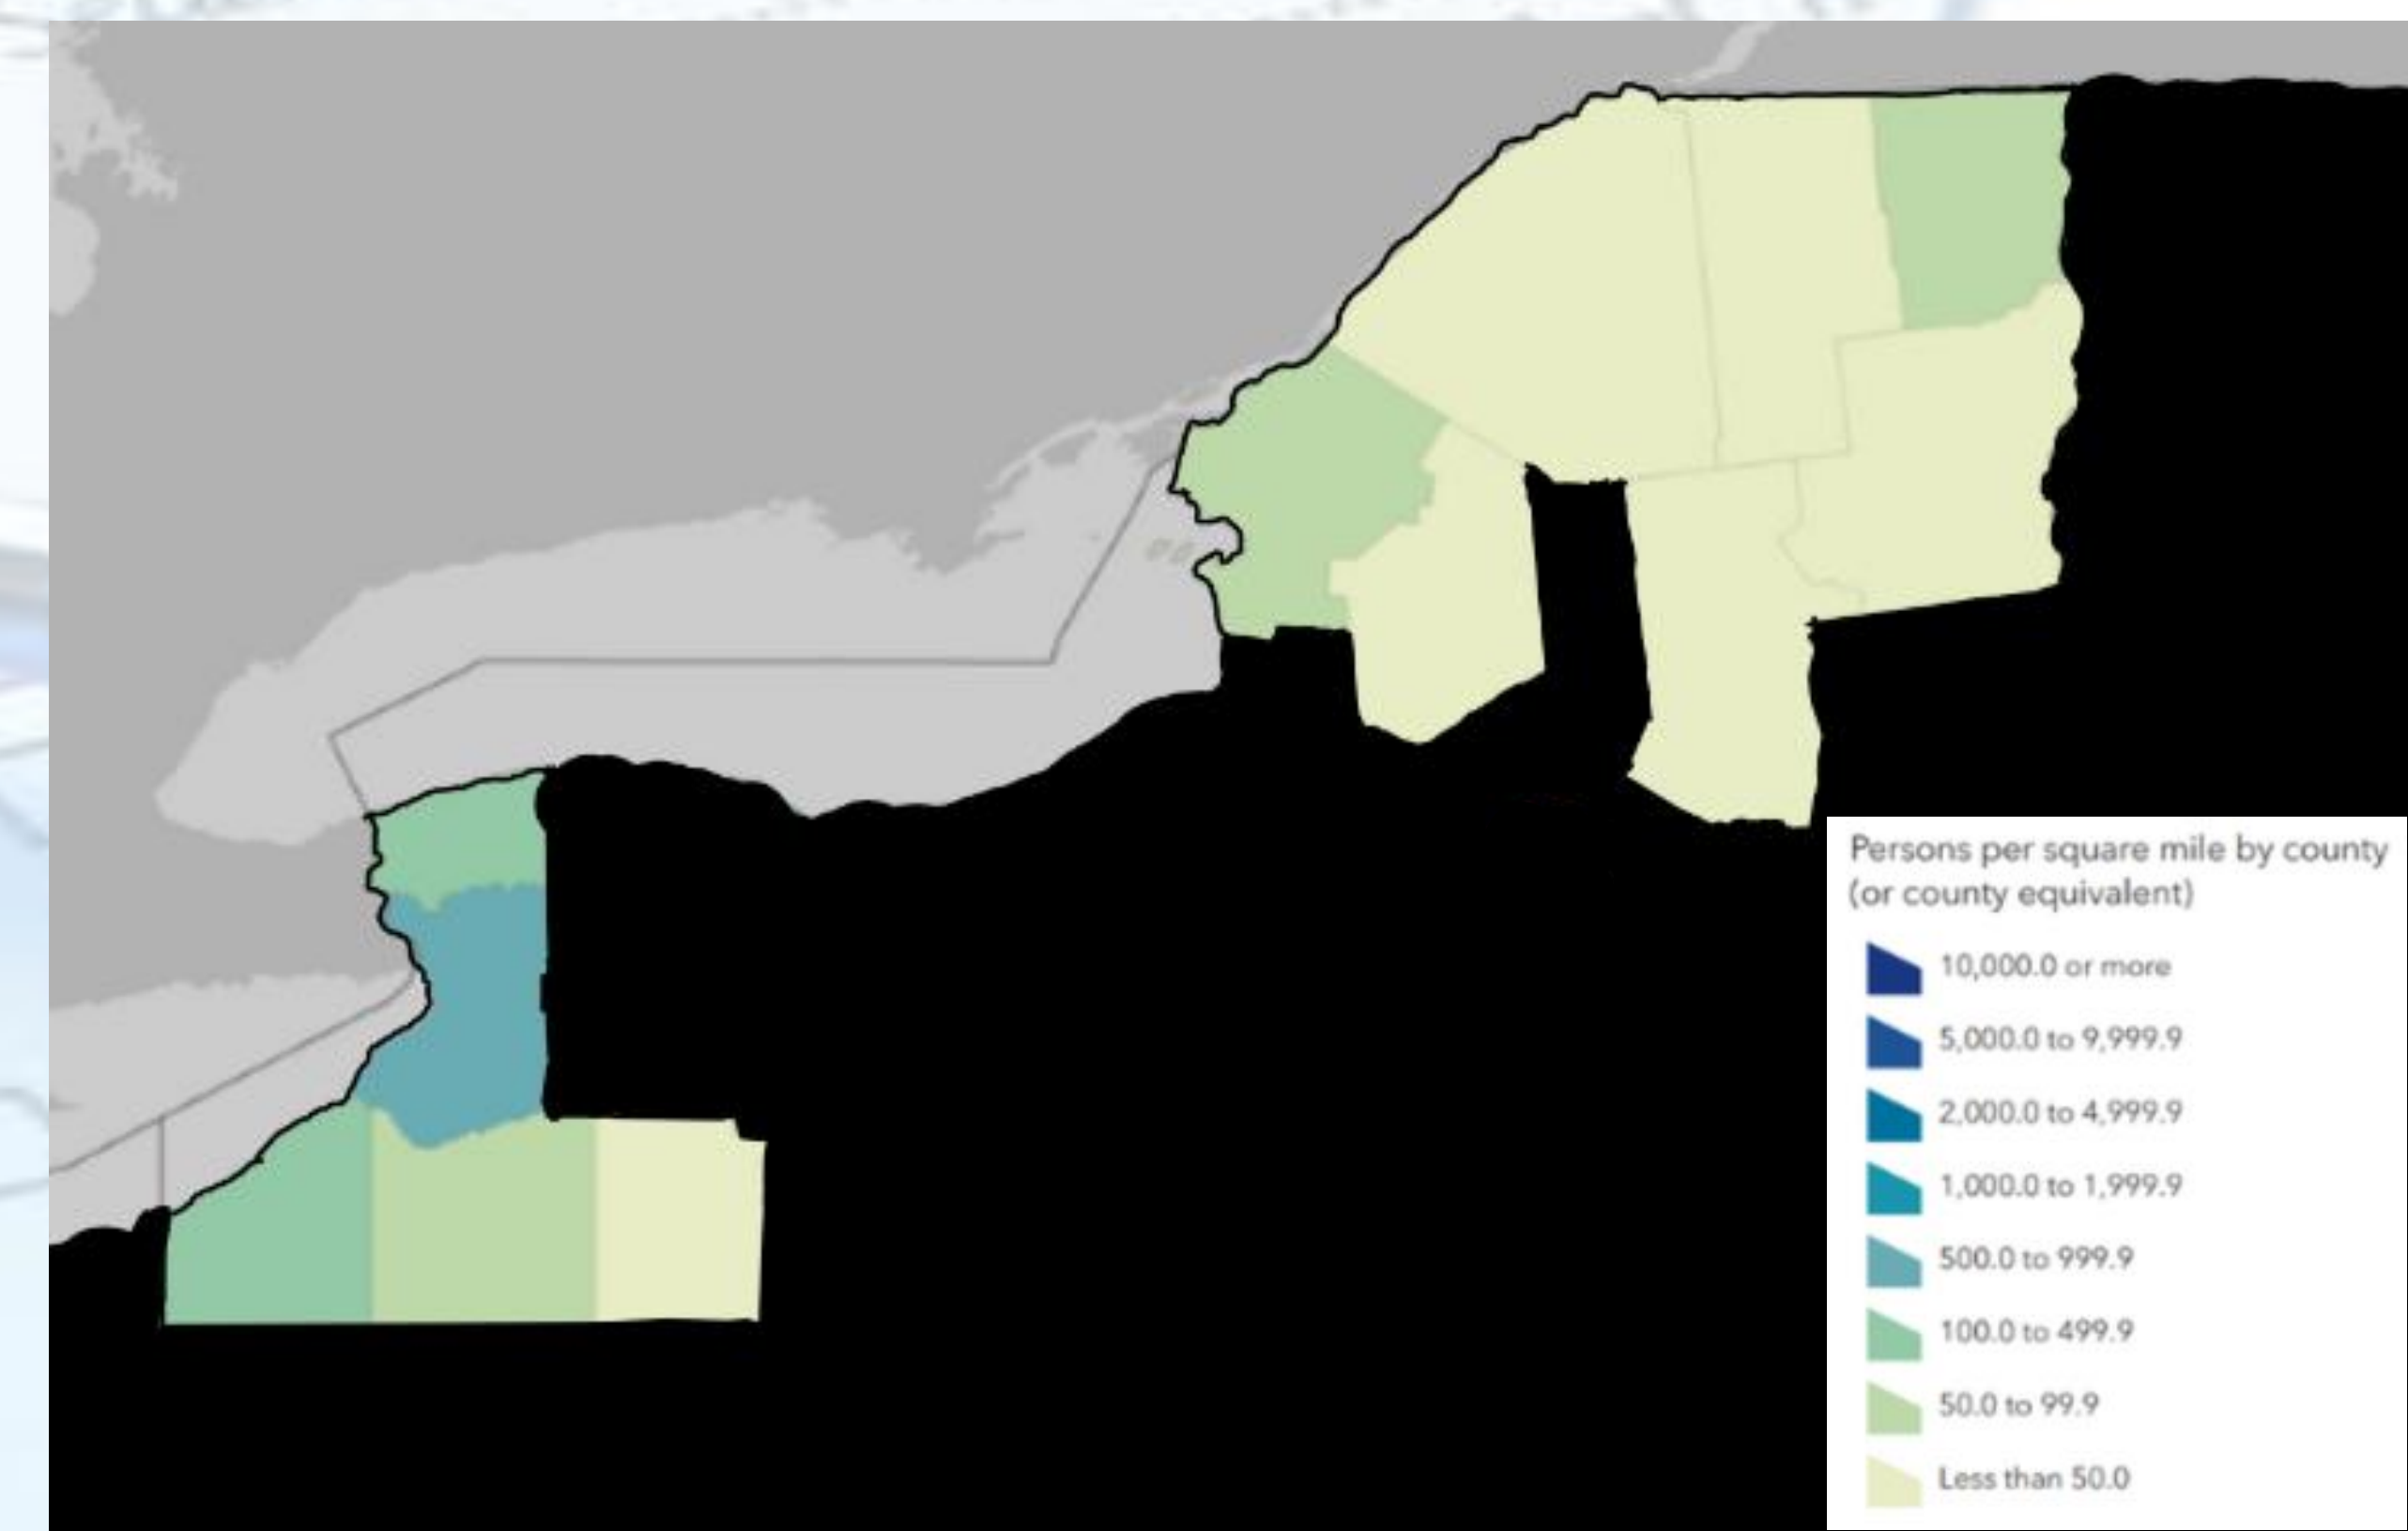 Persons per square mile by county
(or county equivalent)
10,000.0 or more
5,000.0 to 9,999.9
2,000.0 to 4,999.9
1,000.0 to 1,999.9
500.0 to 999.9
100.0 to 499.9
50.0 to 99.9
Less than 50.0